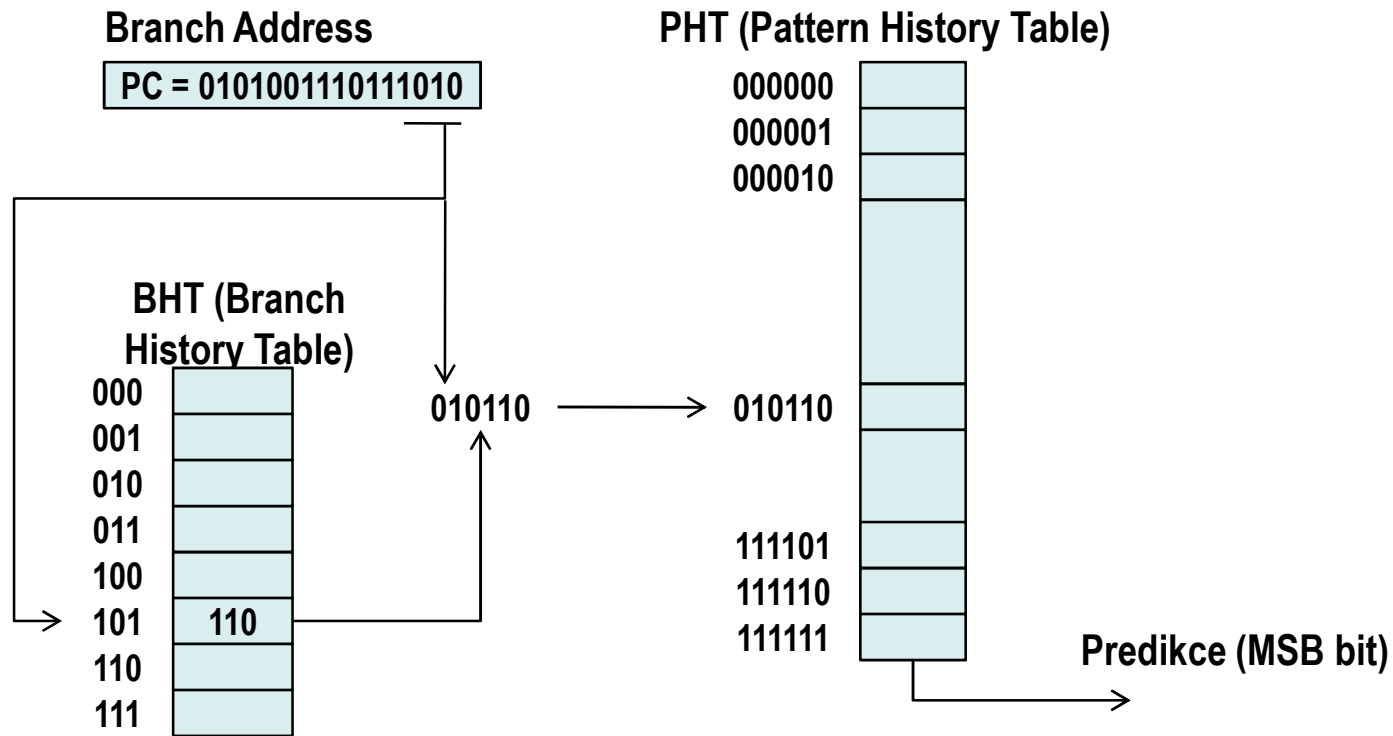 Branch Address
PC = 0101001110111010
PHT (Pattern History Table)
000000
000001
000010
BHT (Branch
History Table)
000
001
010
011
100
101 110
110
111
010110
010110
111101
111110
111111
Predikce (MSB bit)